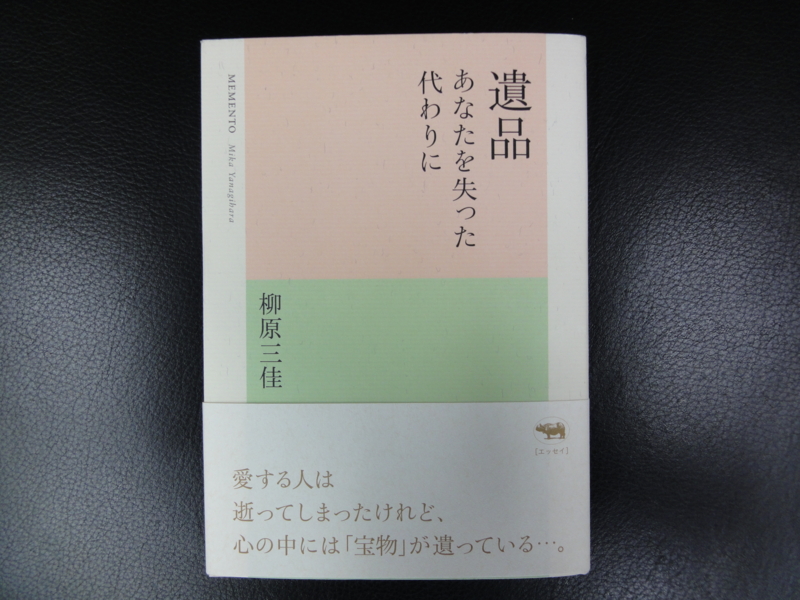 遺品
あなたを失った
代わりに
柳原三佳
MEMENTO Mika Yanagihara
[エッセイ]
愛する人は
逝ってしまったけれど、
心の中には「宝物」が遺っている…。